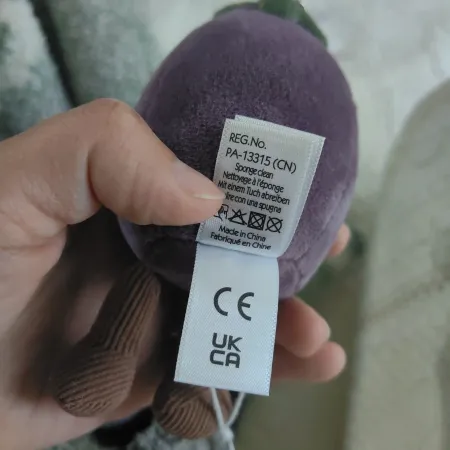 REG.No.
PA-13315 (CN)
Sponge clean
Nettoyage à l'éponge
Mit einem Tuch abreiben
con una spugna
Made in China
Fabriqué en Chine
CE
UK
CA